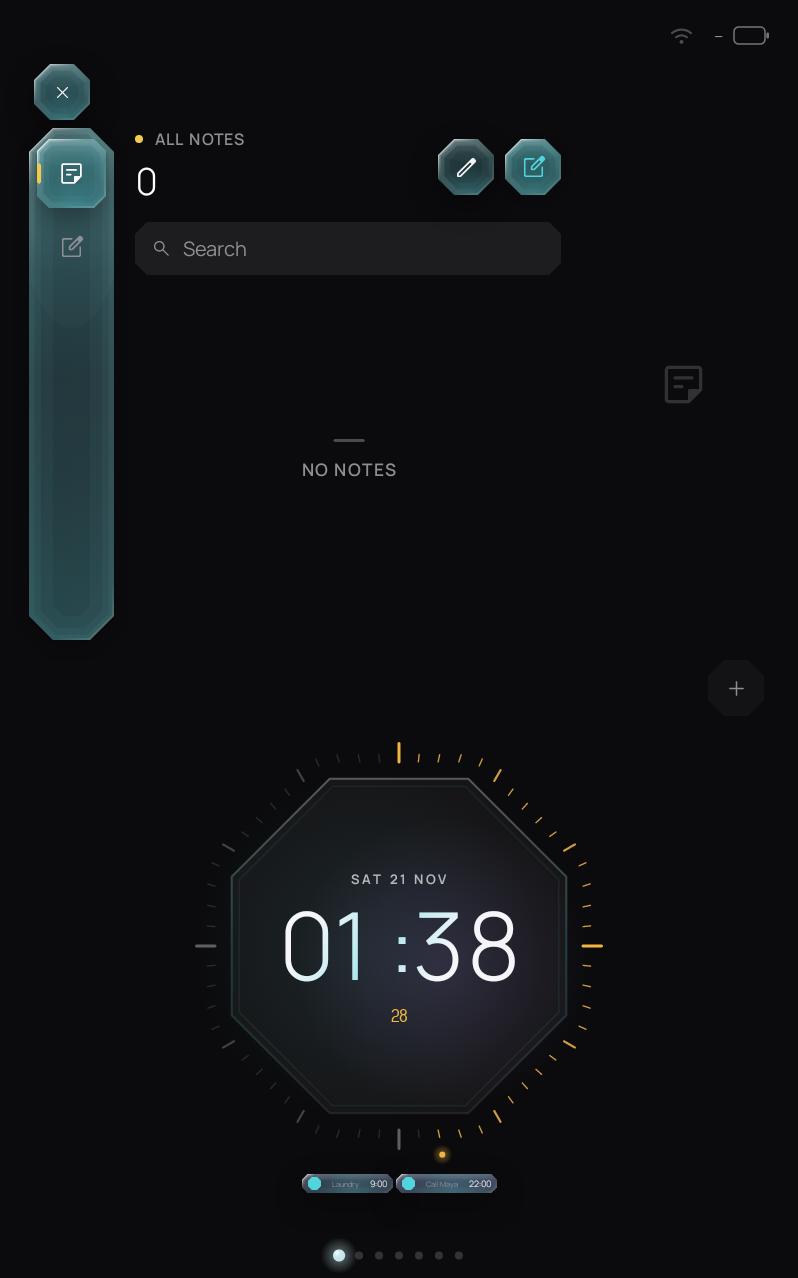 –
ALL NOTES
0
Search
NO NOTES
SAT 21 NOV
01 :38
28
Laundry 9:00
Call Maya 22:00